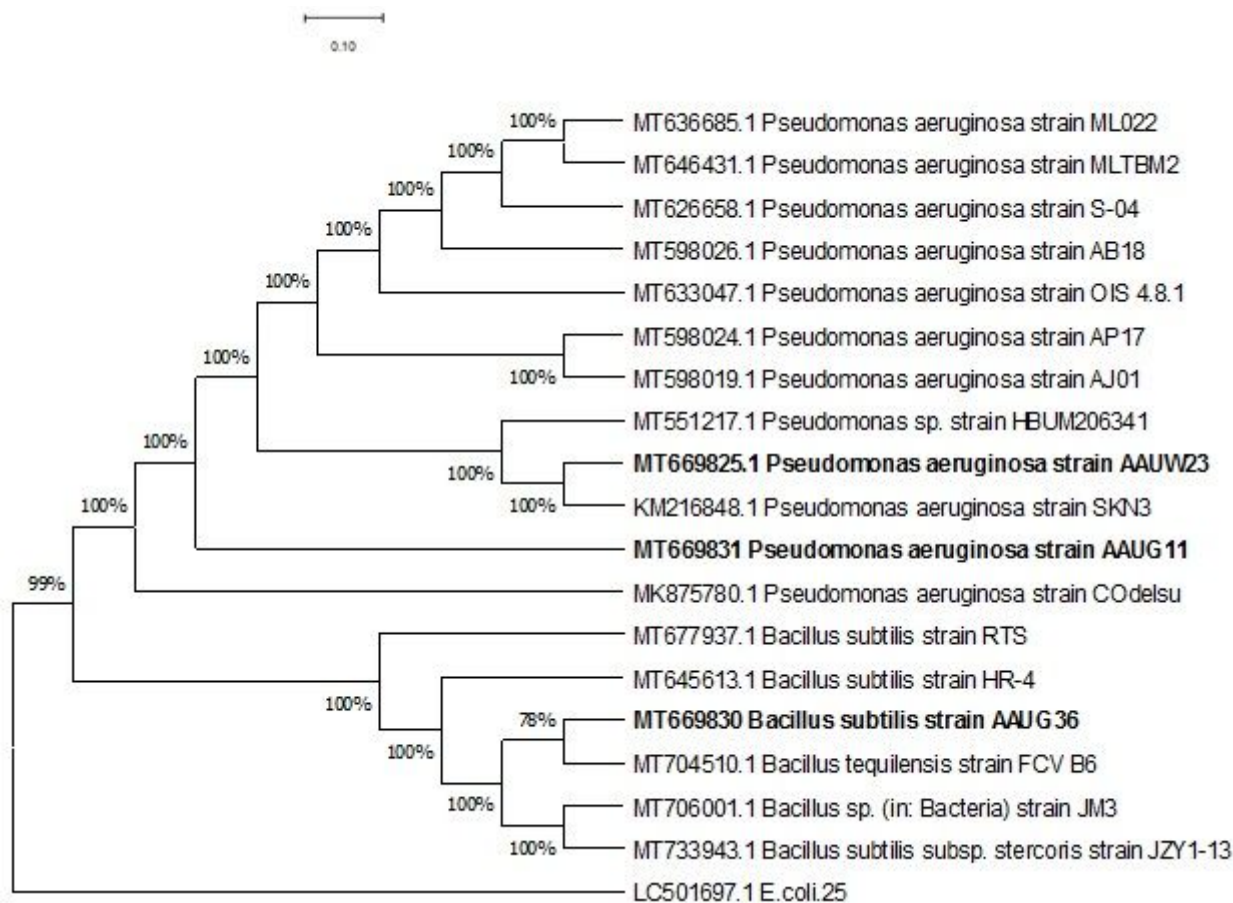 0.10
100%
MT636685.1 Pseudomonas aeruginosa strain ML022
100%
MT646431.1 Pseudomonas aeruginosa strain MLTBM2
100%
MT626658.1 Pseudomonas aeruginosa strain S-04
100%
MT598026.1 Pseudomonas aeruginosa strain AB18
100%
MT633047.1 Pseudomonas aeruginosa strain OIS 4.8.1
100%
MT598024.1 Pseudomonas aeruginosa strain AP17
100%
MT598019.1 Pseudomonas aeruginosa strain AJ01
MT551217.1 Pseudomonas sp. strain HBUM206341
100%
100%
MT669825.1 Pseudomonas aeruginosa strain AAUW23
100%
KM216848.1 Pseudomonas aeruginosa strain SKN3
100%
MT669831 Pseudomonas aeruginosa strain AAUG11
99%
MK875780.1 Pseudomonas aeruginosa strain COdelsu
MT677937.1 Bacillus subtilis strain RTS
100%
MT645613.1 Bacillus subtilis strain HR-4
78%
MT669830 Bacillus subtilis strain AAUG36
100%
MT704510.1 Bacillus tequilensis strain FCV B6
100%
MT706001.1 Bacillus sp. (in: Bacteria) strain JM3
100%
MT733943.1 Bacillus subtilis subsp. stercoris strain JZY1-13
LC501697.1 E.coli.25